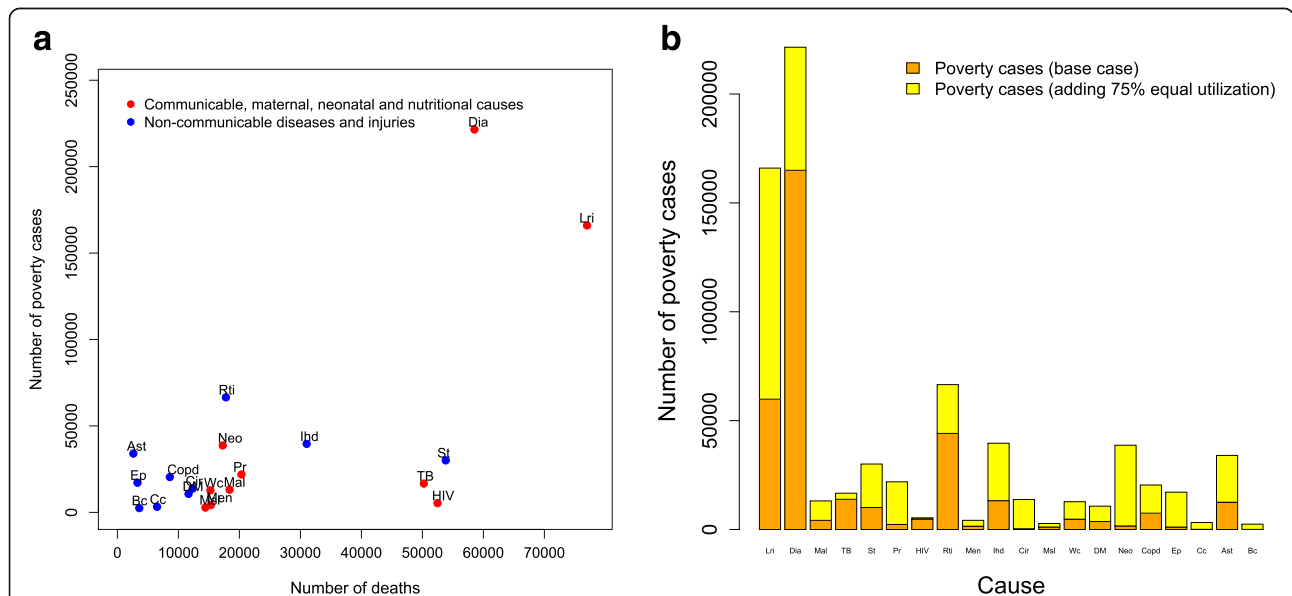 a
Number of poverty cases
250000
200000
150000
100000
50000
0
Communicable, maternal, neonatal and nutritional causes
Non-communicable diseases and injuries
Dia
Lri
Rti
Neo
Ihd
Ast
St
Pr
Copd
TB
Ep
Cir
DM
Wc
Mal
HIV
Bc
Cc
Msl
Men
0 10000 20000 30000 40000 50000 60000 70000
Number of deaths
b
Poverty cases (base case)
Poverty cases (adding 75% equal utilization)
Number of poverty cases
200000
150000
100000
50000
0
Lri Dia Mal TB St Pr HIV Rti Men Ihd Cir Msl Wc DM Neo Copd Ep Cc Ast Bc
Cause